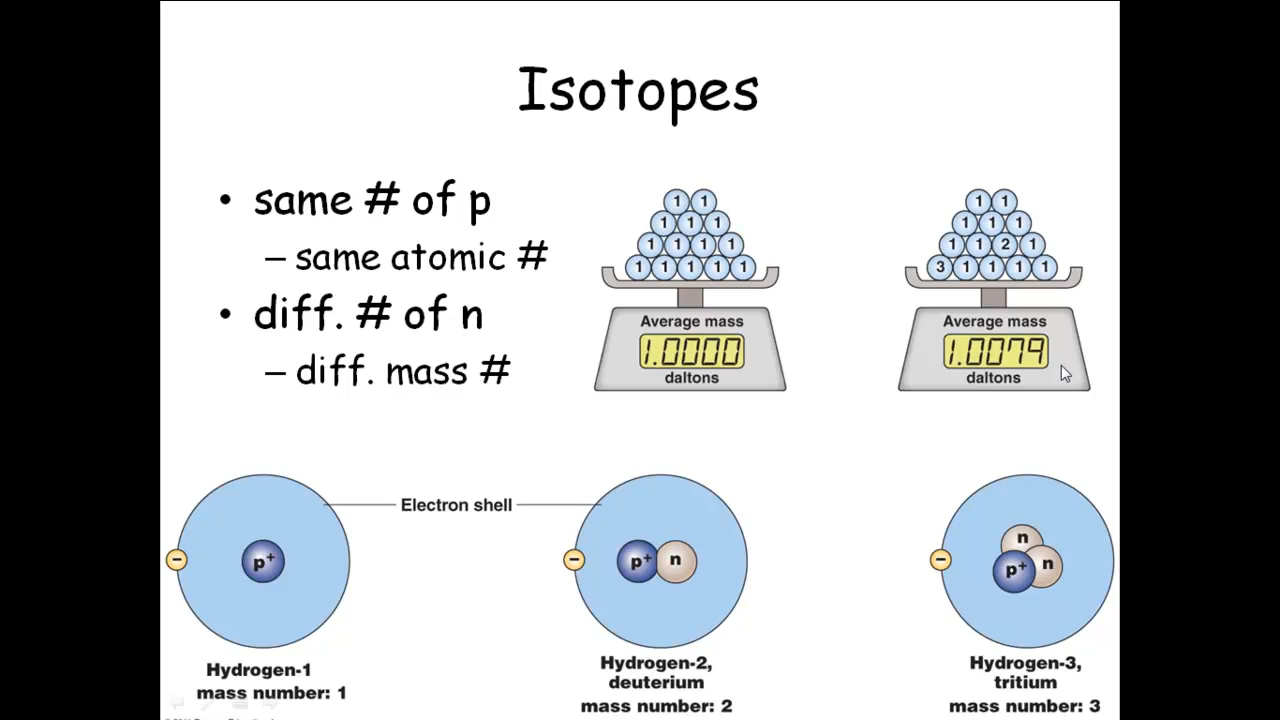 Isotopes
• same # of p
– same atomic #
• diff. # of n
– diff. mass #
1 1
1 1 1
1 1 1 1
1 1 1 1 1
Average mass
1.0000
daltons
1 1
1 1 1
1 1 2 1
3 1 1 1 1
Average mass
1.0079
daltons
Electron shell
– p+
– p+ n
– n p+ n
Hydrogen-1
mass number: 1
Hydrogen-2,
deuterium
mass number: 2
Hydrogen-3,
tritium
mass number: 3